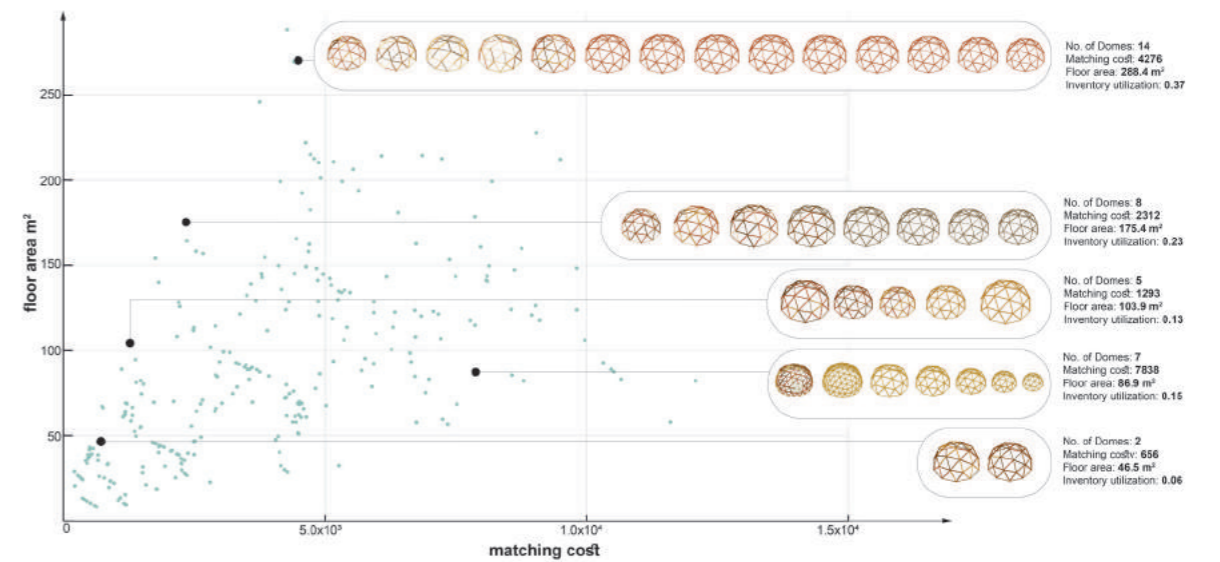 No. of Domes: 14
Matching cost: 4276
Floor area: 288.4 m²
Inventory utilization: 0.37
250
200
No. of Domes: 8
Matching cost: 2312
Floor area: 175.4 m²
Inventory utilization: 0.23
floor area m²
150
No. of Domes: 5
Matching cost: 1293
Floor area: 103.9 m²
Inventory utilization: 0.13
100
No. of Domes: 7
Matching cost: 7838
Floor area: 86.9 m²
Inventory utilization: 0.15
50
No. of Domes: 2
Matching costv: 656
Floor area: 46.5 m²
Inventory utilization: 0.06
0
5.0x10³
1.0x10⁴
1.5x10⁴
matching cost